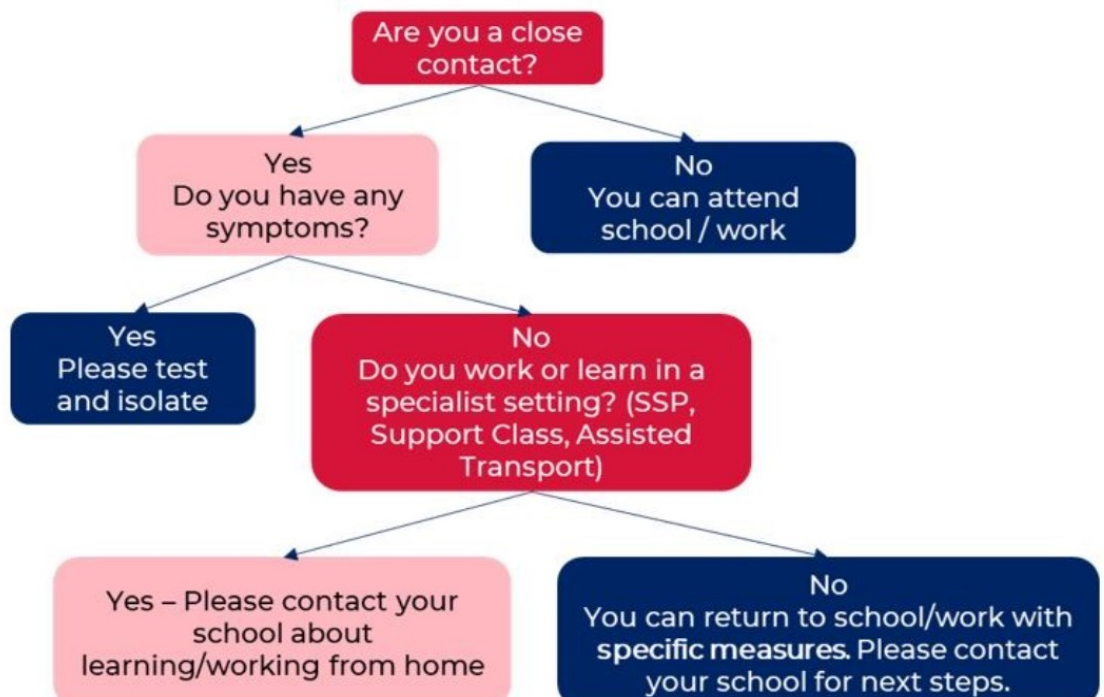 Are you a close
contact?
Yes
Do you have any
symptoms?
No
You can attend
school / work
Yes
Please test
and isolate
No
Do you work or learn in a
specialist setting? (SSP,
Support Class, Assisted
Transport)
Yes – Please contact your
school about
learning/working from home
No
You can return to school/work with
specific measures. Please contact
your school for next steps.